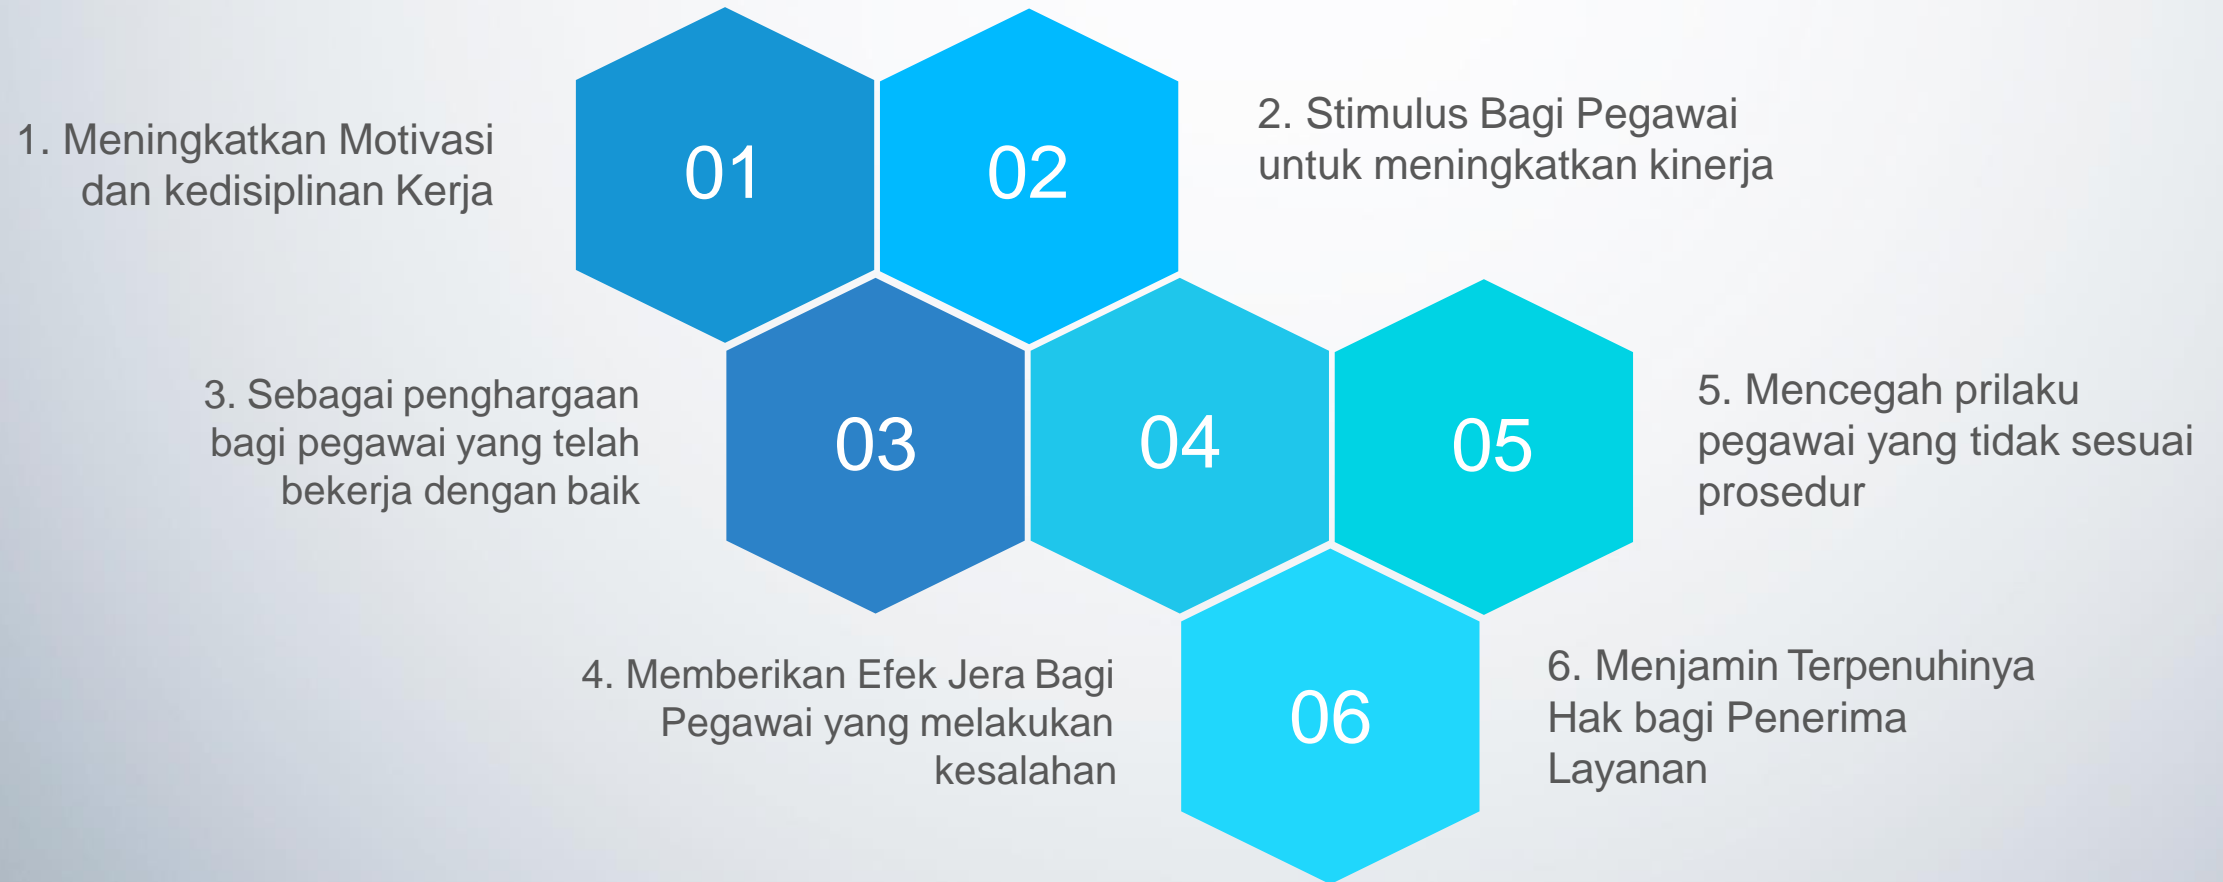 1. Meningkatkan Motivasi
dan kedisiplinan Kerja
01
02
2. Stimulus Bagi Pegawai
untuk meningkatkan kinerja
3. Sebagai penghargaan
bagi pegawai yang telah
bekerja dengan baik
03
04
05
5. Mencegah prilaku
pegawai yang tidak sesuai
prosedur
4. Memberikan Efek Jera Bagi
Pegawai yang melakukan
kesalahan
06
6. Menjamin Terpenuhinya
Hak bagi Penerima
Layanan